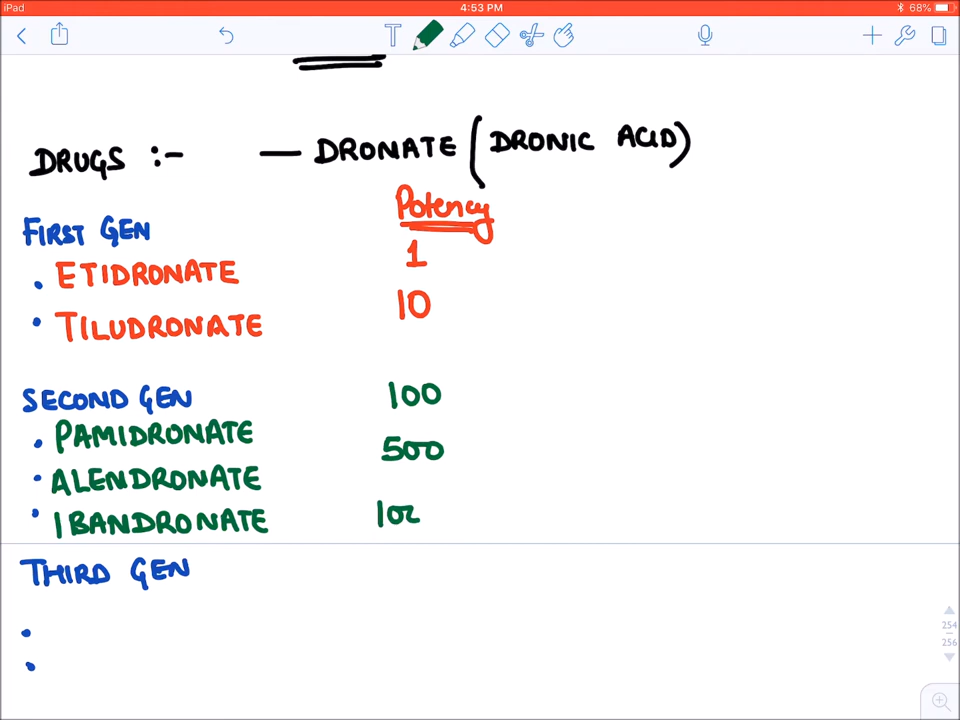 iPad 4:53 PM 68%
T
DRUGS :- — DRONATE (DRONIC ACID)
Potency
FIRST GEN 1
• ETIDRONATE
• TILUDRONATE 10
SECOND GEN 100
• PAMIDRONATE
• ALENDRONATE 500
• IBANDRONATE 100
THIRD GEN
•
•
254
256